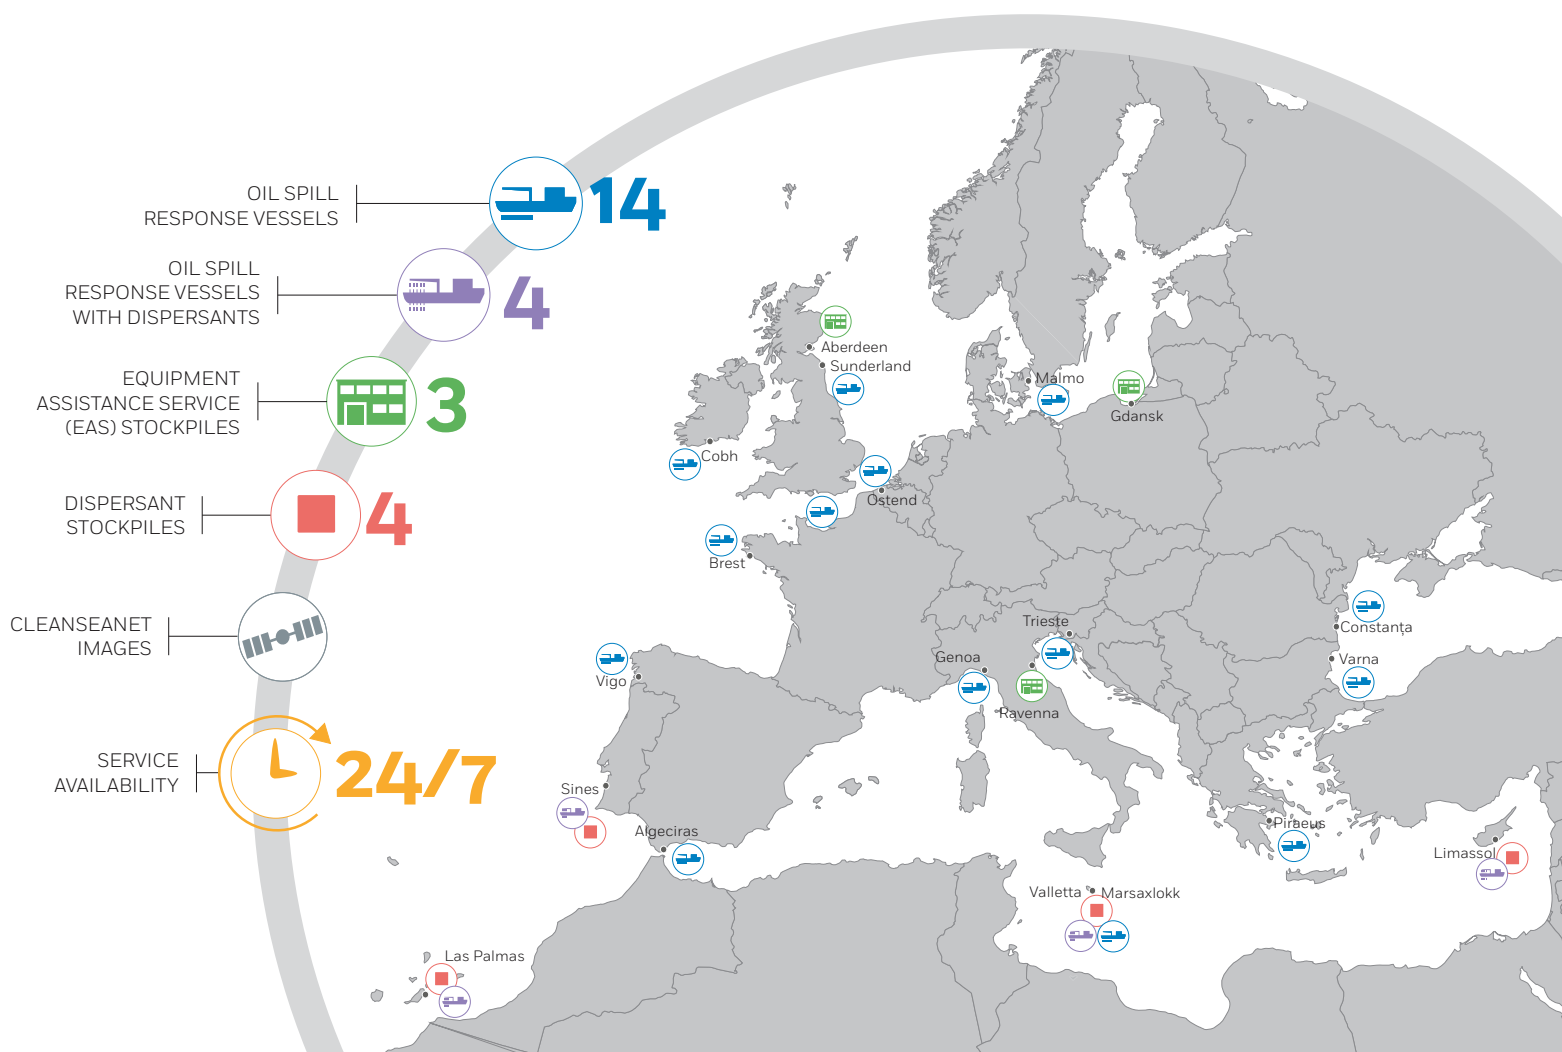 OIL SPILL
RESPONSE VESSELS
14
OIL SPILL
RESPONSE VESSELS
WITH DISPERSANTS
4
EQUIPMENT
ASSISTANCE SERVICE
(EAS) STOCKPILES
3
DISPERSANT
STOCKPILES
4
CLEANSEANET
IMAGES
SERVICE
AVAILABILITY
24/7
Aberdeen
Sunderland
Malmo
Gdansk
Cobh
Ostend
Brest
Trieste
Constanța
Genoa
Varna
Vigo
Ravenna
Sines
Algeciras
Piraeus
Limassol
Valletta
Marsaxlokk
Las Palmas